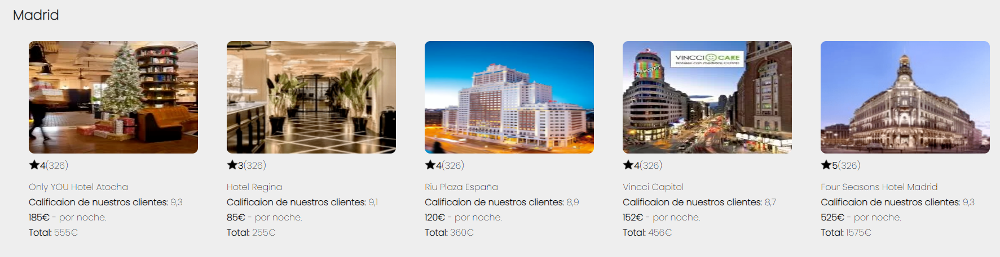 Madrid
VINCCI CARE
Hoteles con medidas COVID
★4(326)
Only YOU Hotel Atocha
Calificaion de nuestros clientes: 9,3
185€ - por noche.
Total: 555€
★3(326)
Hotel Regina
Calificaion de nuestros clientes: 9,1
85€ - por noche.
Total: 255€
★4(326)
Riu Plaza España
Calificaion de nuestros clientes: 8,9
120€ - por noche.
Total: 360€
★4(326)
Vincci Capitol
Calificaion de nuestros clientes: 8,7
152€ - por noche.
Total: 456€
★5(326)
Four Seasons Hotel Madrid
Calificaion de nuestros clientes: 9,3
525€ - por noche.
Total: 1575€